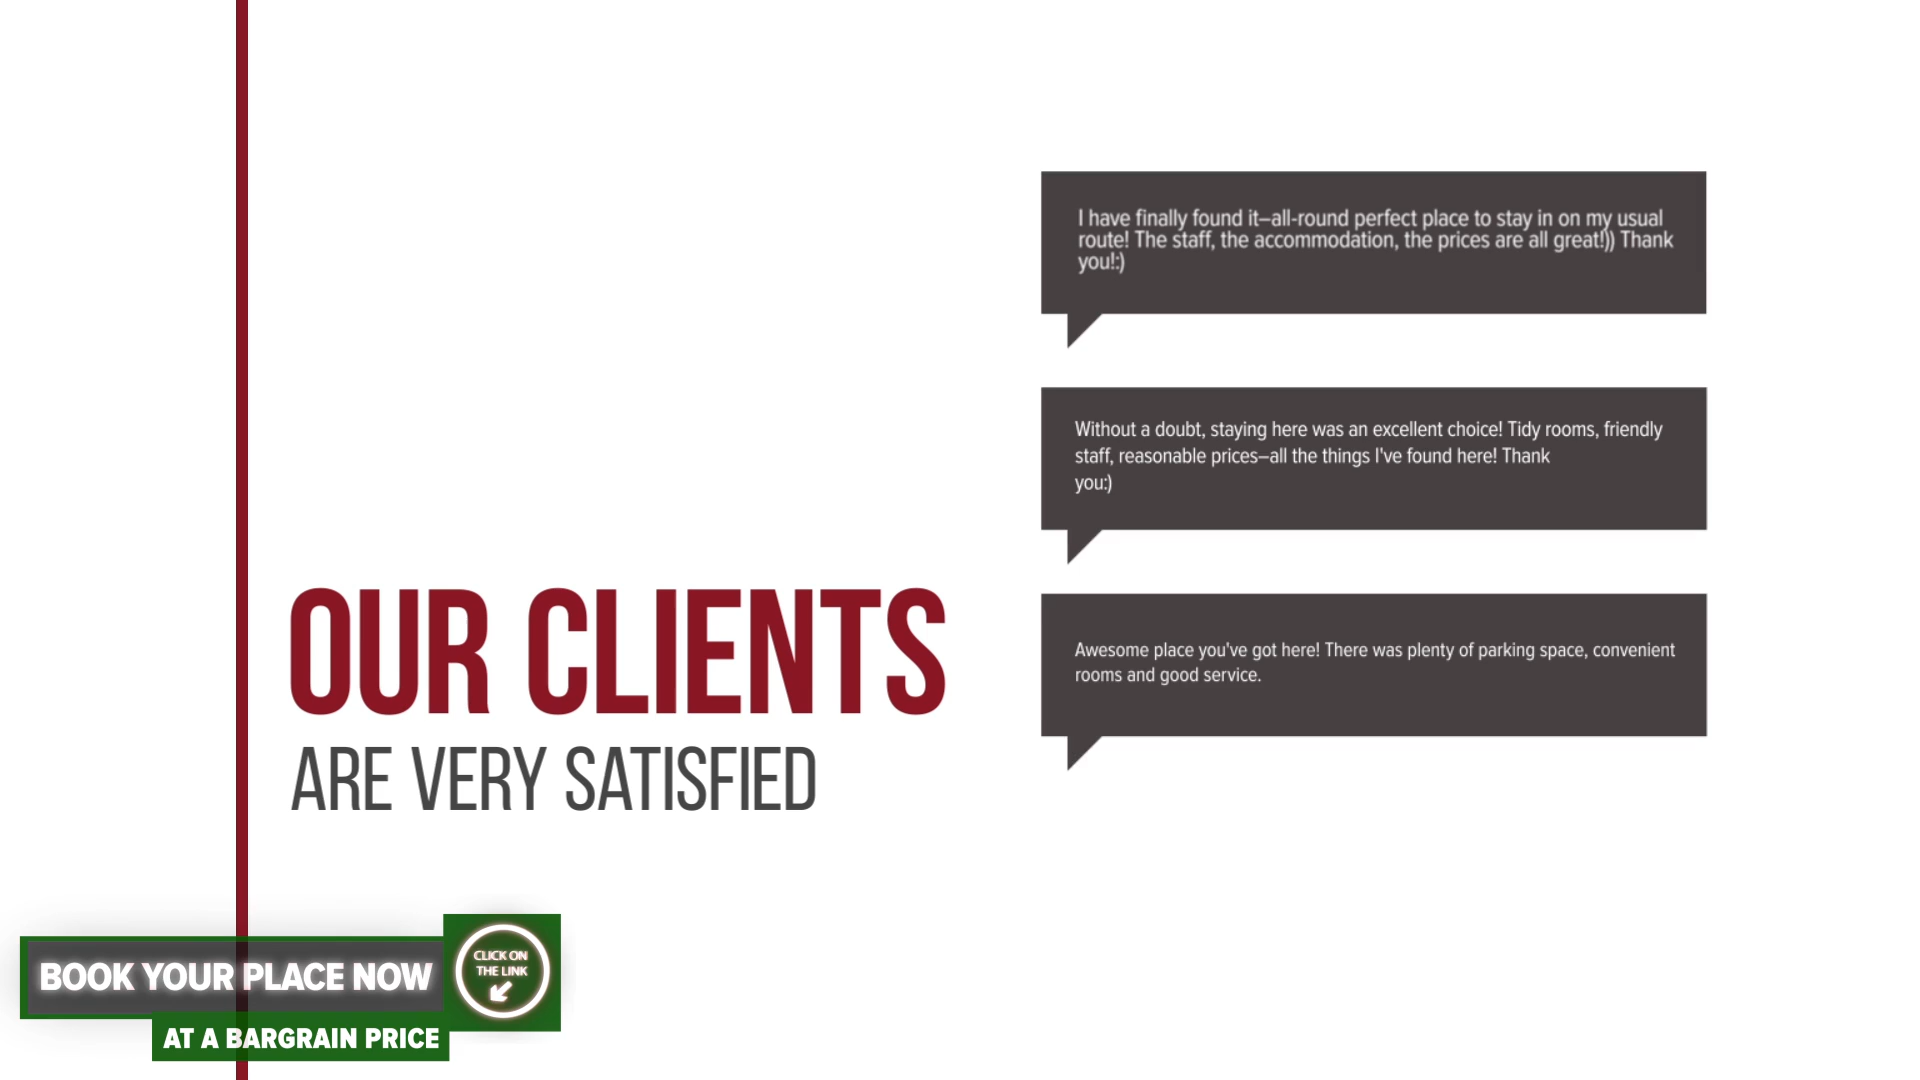 I have finally found it–all-round perfect place to stay in on my usual
route! The staff, the accommodation, the prices are all great!)) Thank
you!:)
Without a doubt, staying here was an excellent choice! Tidy rooms, friendly
staff, reasonable prices–all the things I've found here! Thank
you:)
Awesome place you've got here! There was plenty of parking space, convenient
rooms and good service.
OUR CLIENTS
ARE VERY SATISFIED
BOOK YOUR PLACE NOW
CLICK ON
THE LINK
AT A BARGRAIN PRICE